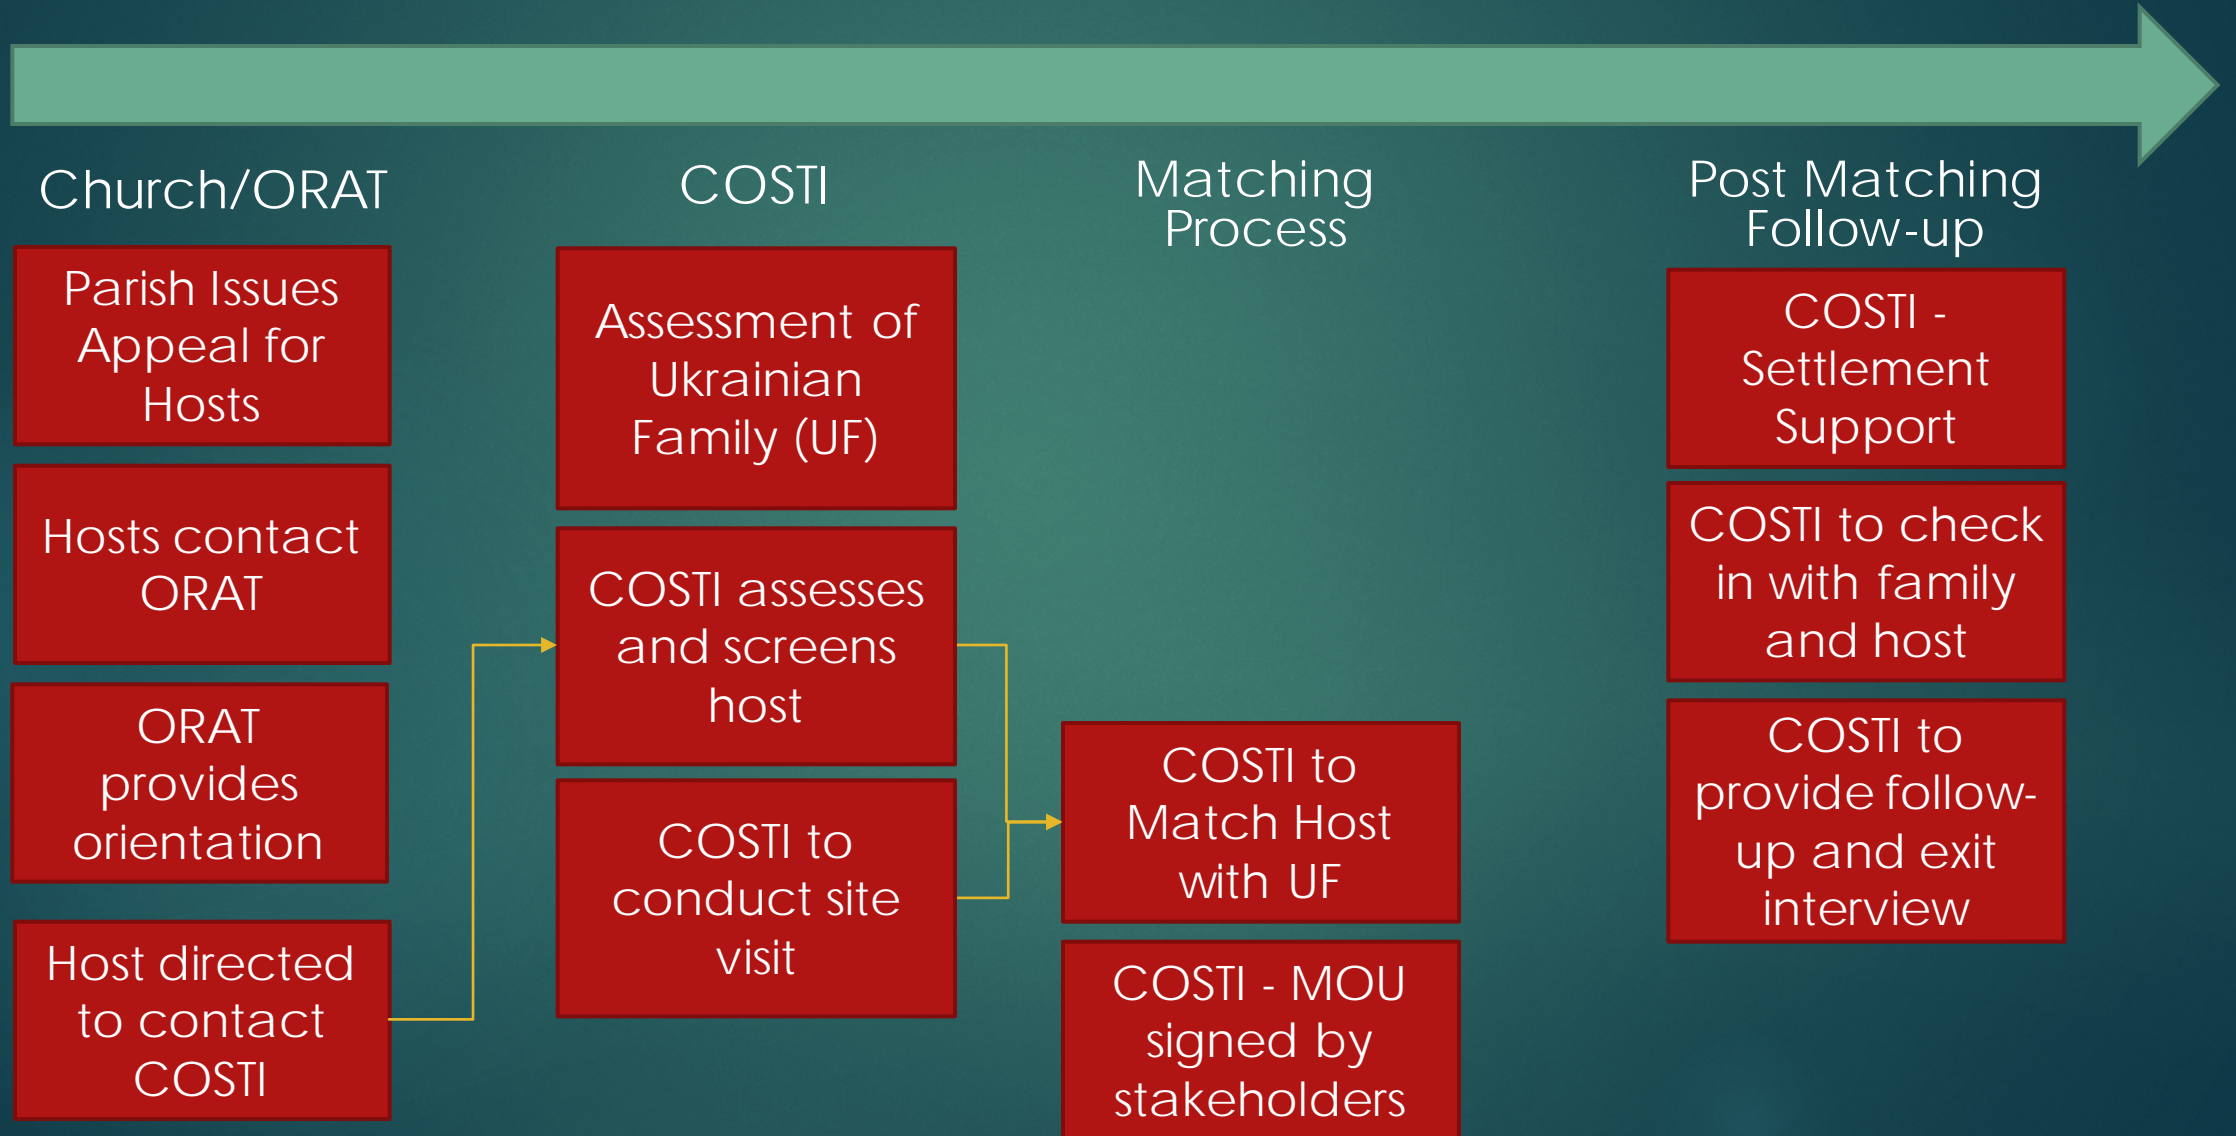 Church/ORAT
Parish Issues
Appeal for
Hosts
Hosts contact
ORAT
ORAT
provides
orientation
Host directed
to contact
COSTI
COSTI
Assessment of
Ukrainian
Family (UF)
COSTI assesses
and screens
host
COSTI to
conduct site
visit
Matching
Process
COSTI to
Match Host
with UF
COSTI - MOU
signed by
stakeholders
Post Matching
Follow-up
COSTI -
Settlement
Support
COSTI to check
in with family
and host
COSTI to
provide follow-
up and exit
interview